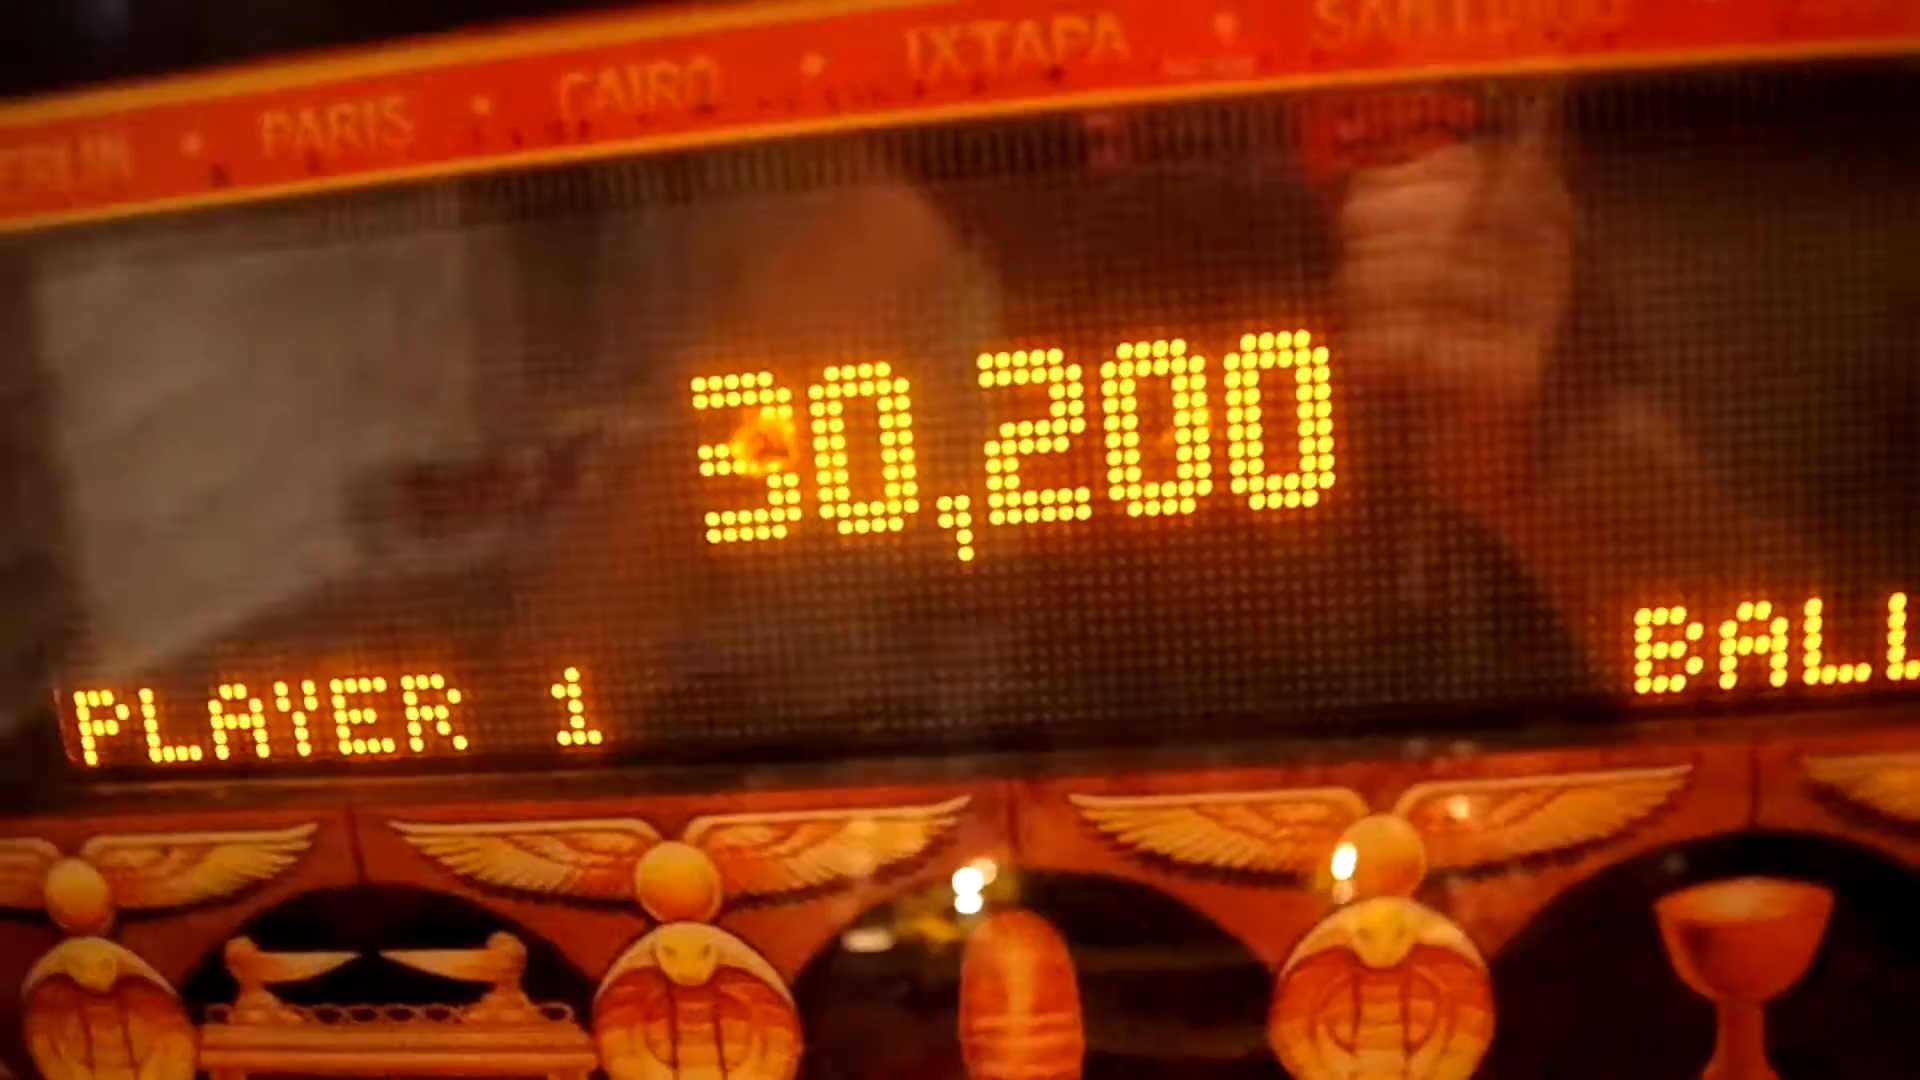 PARIS • CAIRO • IXTAPA •
30,200
PLAYER 1
BALL